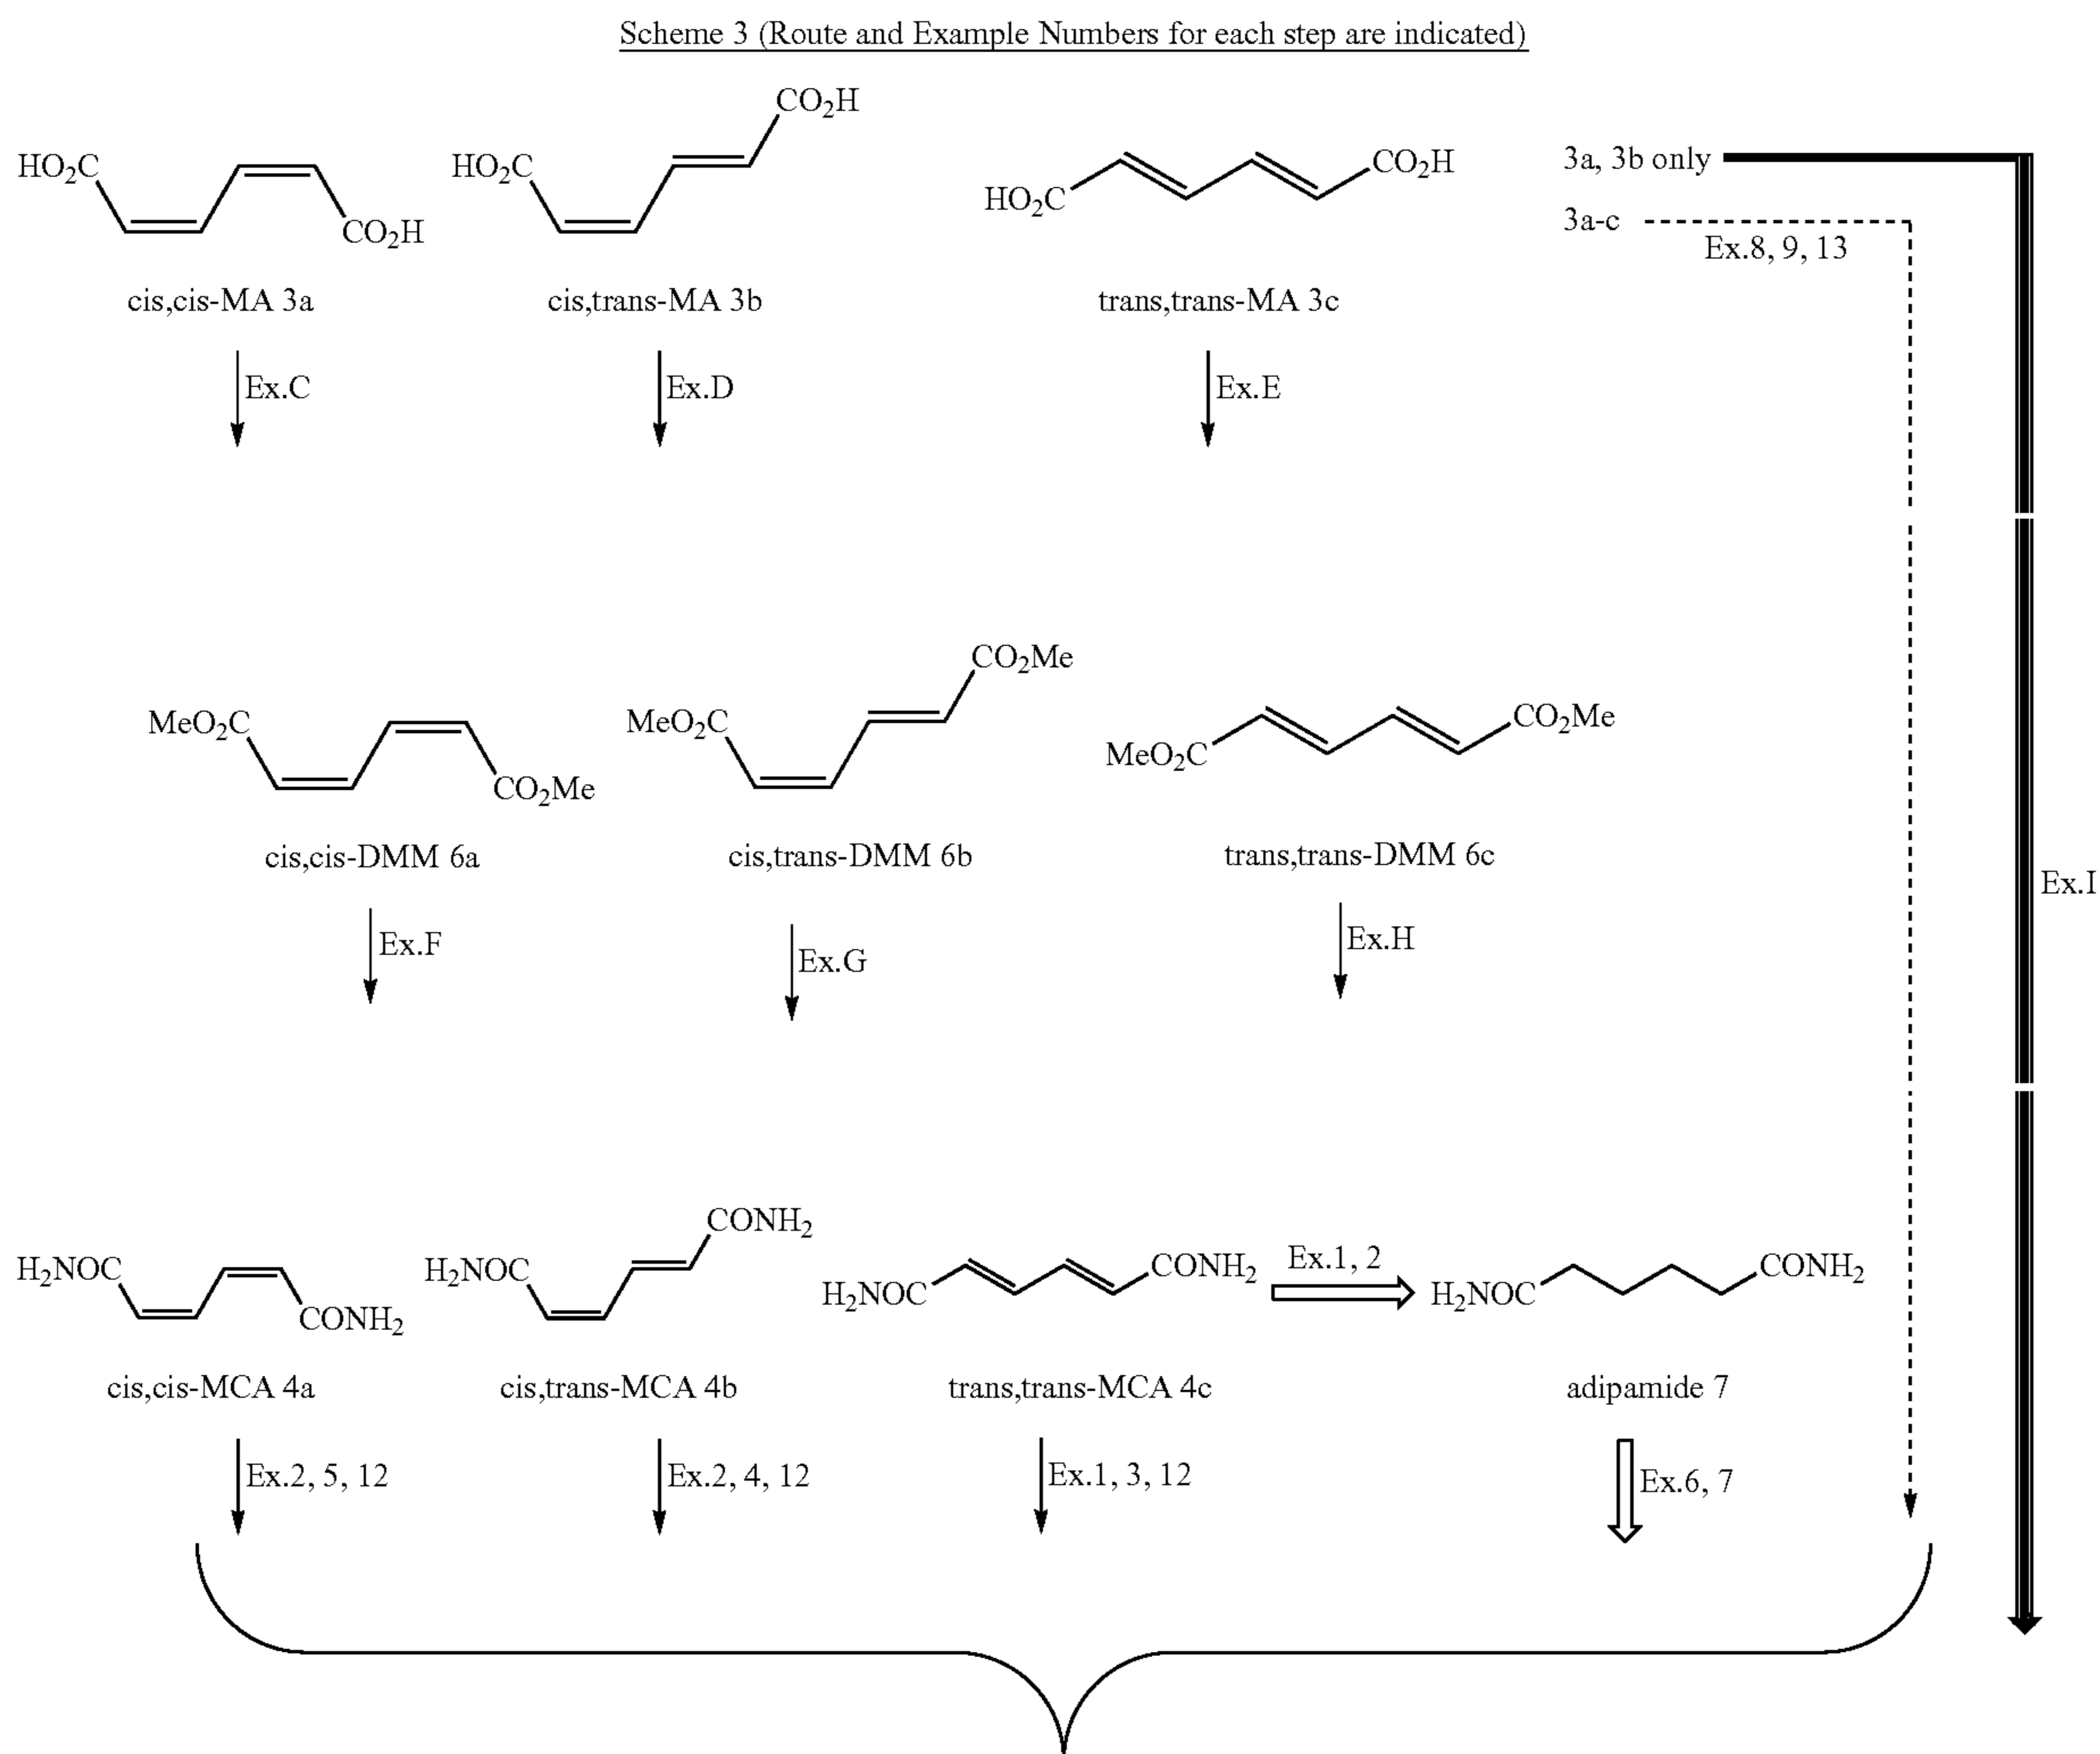 Scheme 3 (Route and Example Numbers for each step are indicated)
HO₂C
CO₂H
cis,cis-MA 3a
HO₂C
CO₂H
cis,trans-MA 3b
HO₂C
CO₂H
trans,trans-MA 3c
3a, 3b only
3a-c
Ex.8, 9, 13
Ex.C
Ex.D
Ex.E
MeO₂C
CO₂Me
cis,cis-DMM 6a
MeO₂C
CO₂Me
cis,trans-DMM 6b
MeO₂C
CO₂Me
trans,trans-DMM 6c
Ex.I
Ex.F
Ex.G
Ex.H
H₂NOC
CONH₂
cis,cis-MCA 4a
H₂NOC
CONH₂
cis,trans-MCA 4b
H₂NOC
CONH₂
trans,trans-MCA 4c
Ex.1, 2
H₂NOC
CONH₂
adipamide 7
Ex.2, 5, 12
Ex.2, 4, 12
Ex.1, 3, 12
Ex.6, 7